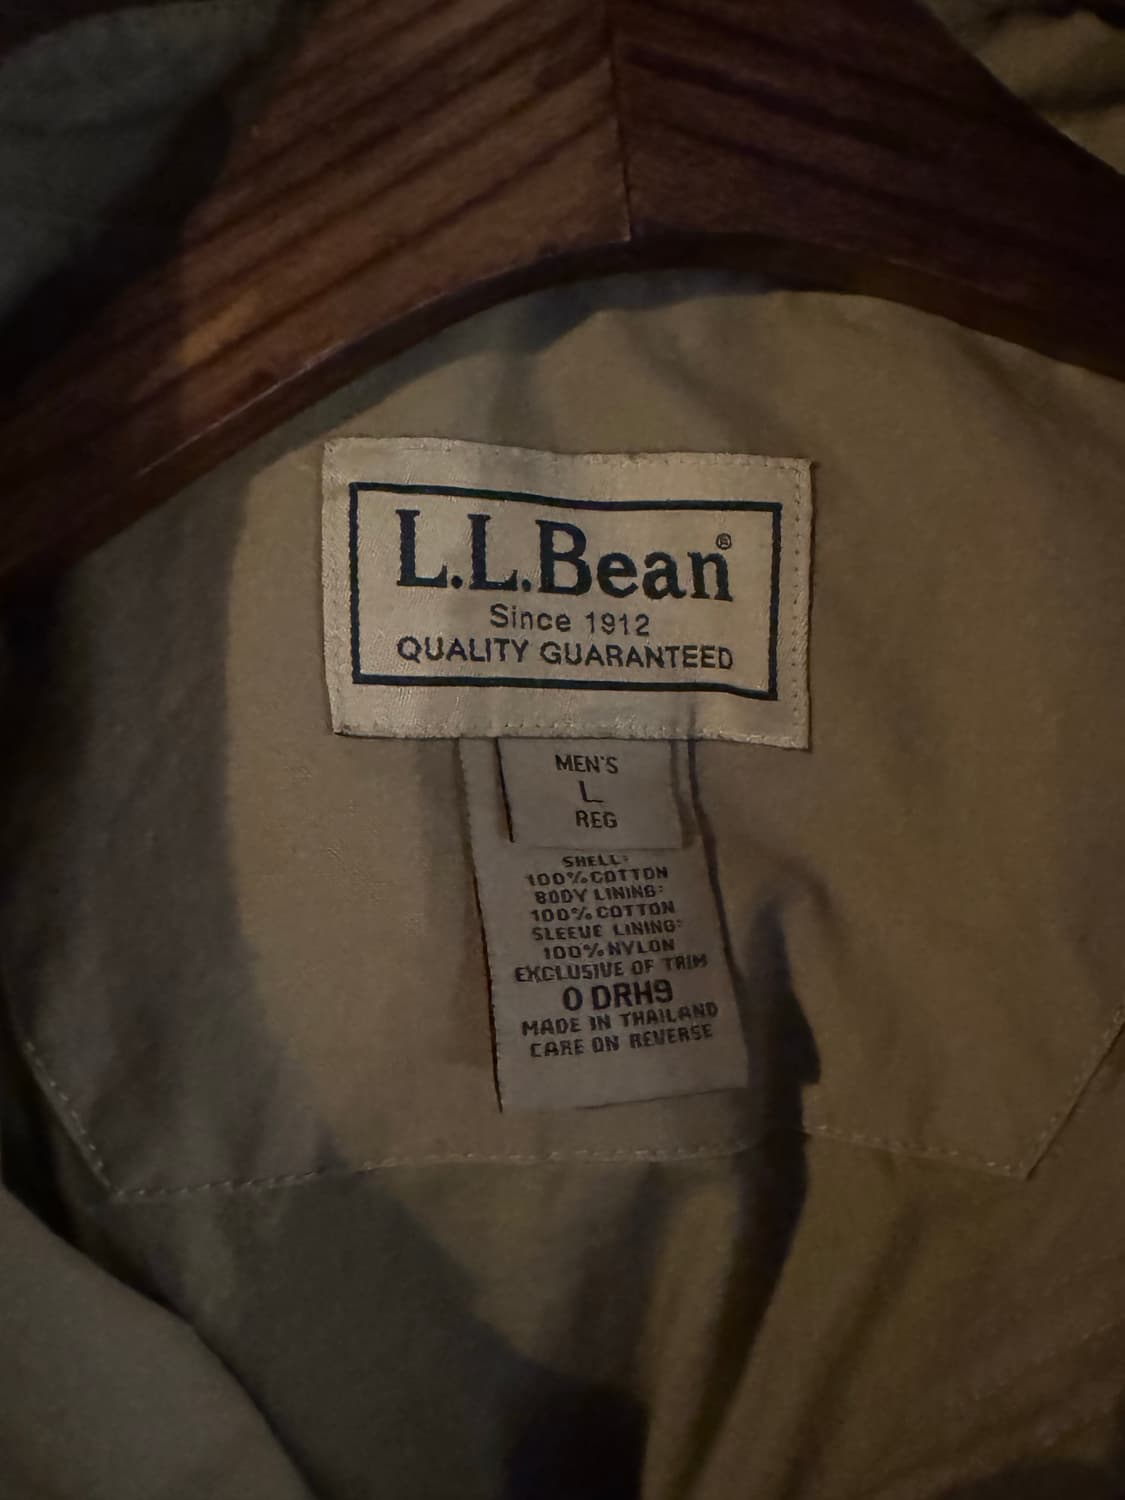 L.L.Bean®
Since 1912
QUALITY GUARANTEED
MEN'S
L
REG
SHELL:
100% COTTON
BODY LINING:
100% COTTON
SLEEVE LINING:
100% NYLON
EXCLUSIVE OF TRIM
0 DRH9
MADE IN THAILAND
CARE ON REVERSE